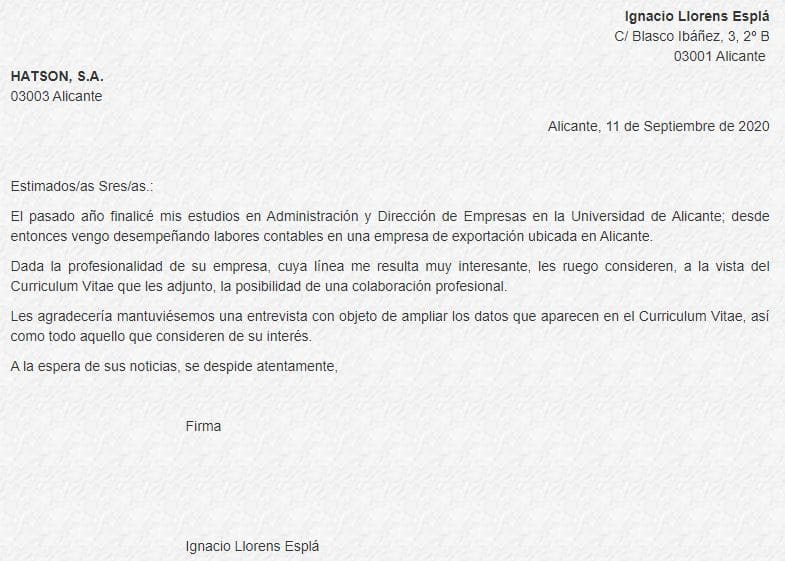 Ignacio Llorens Esplá
C/ Blasco Ibáñez, 3, 2º B
03001 Alicante
HATSON, S.A.
03003 Alicante
Alicante, 11 de Septiembre de 2020
Estimados/as Sres/as.:
El pasado año finalicé mis estudios en Administración y Dirección de Empresas en la Universidad de Alicante; desde
entonces vengo desempeñando labores contables en una empresa de exportación ubicada en Alicante.
Dada la profesionalidad de su empresa, cuya línea me resulta muy interesante, les ruego consideren, a la vista del
Curriculum Vitae que les adjunto, la posibilidad de una colaboración profesional.
Les agradecería mantuviésemos una entrevista con objeto de ampliar los datos que aparecen en el Curriculum Vitae, así
como todo aquello que consideren de su interés.
A la espera de sus noticias, se despide atentamente,
Firma
Ignacio Llorens Esplá